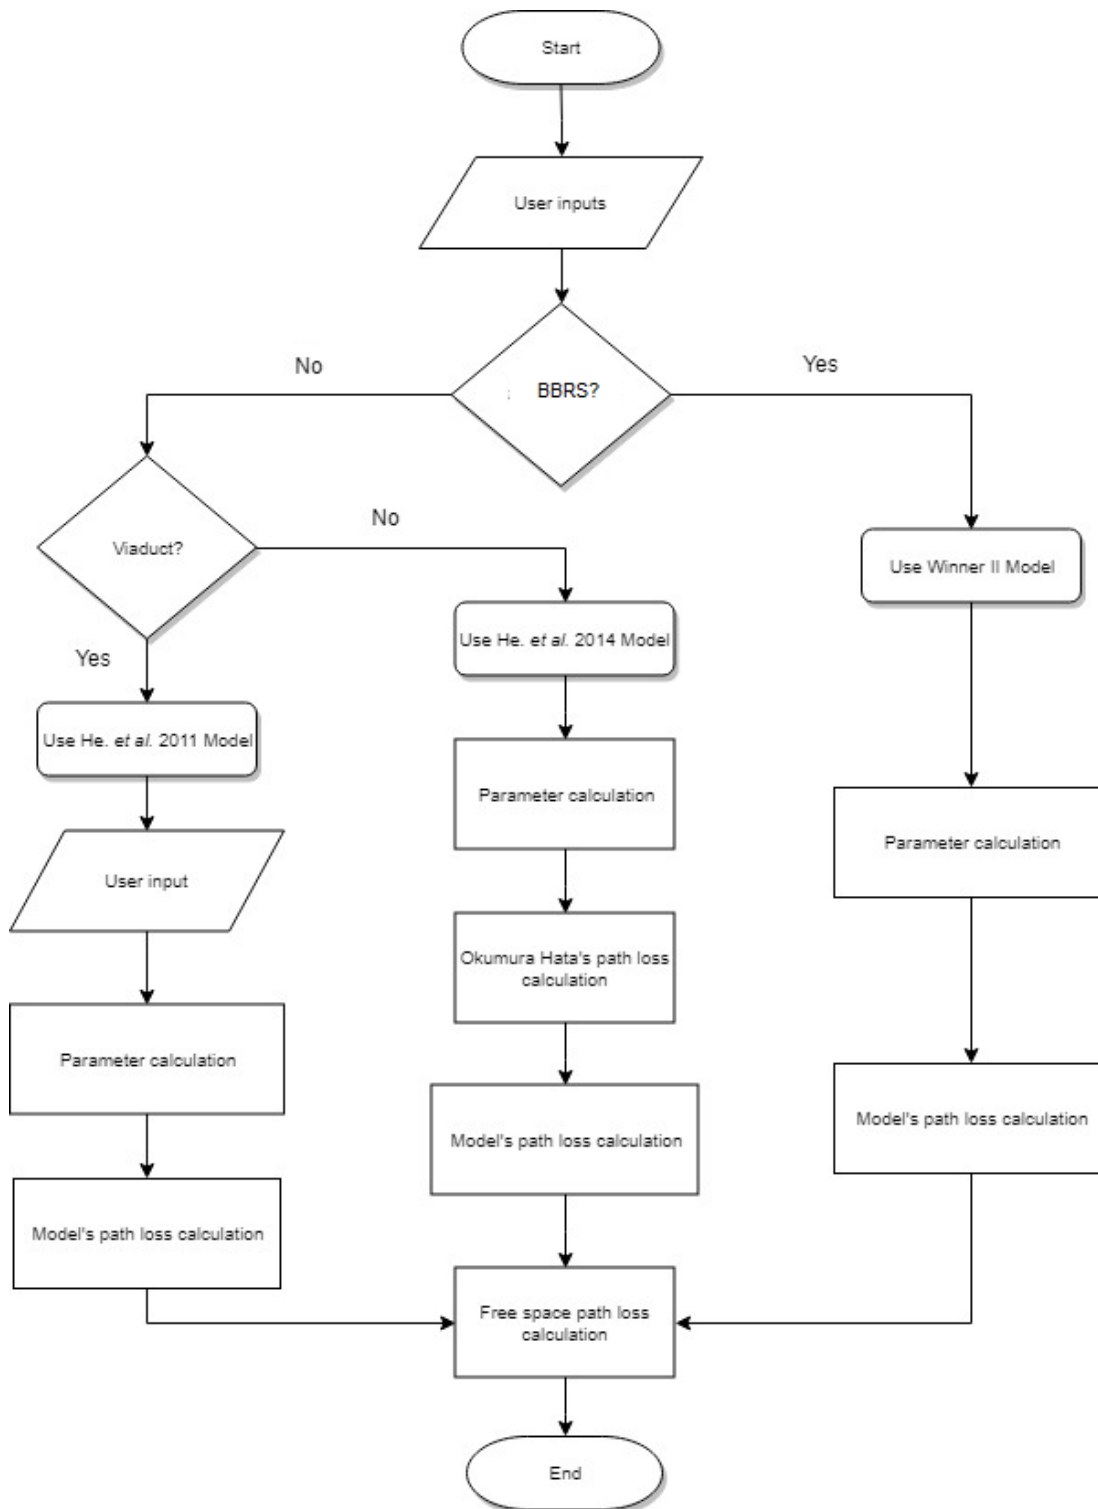 Start
User inputs
No
Yes
BBRS?
No
Viaduct?
Use Winner II Model
Use He. et al. 2014 Model
Yes
Use He. et al. 2011 Model
Parameter calculation
Parameter calculation
User input
Okumura Hata's path loss
calculation
Parameter calculation
Model's path loss calculation
Model's path loss calculation
Model's path loss calculation
Free space path loss
calculation
End